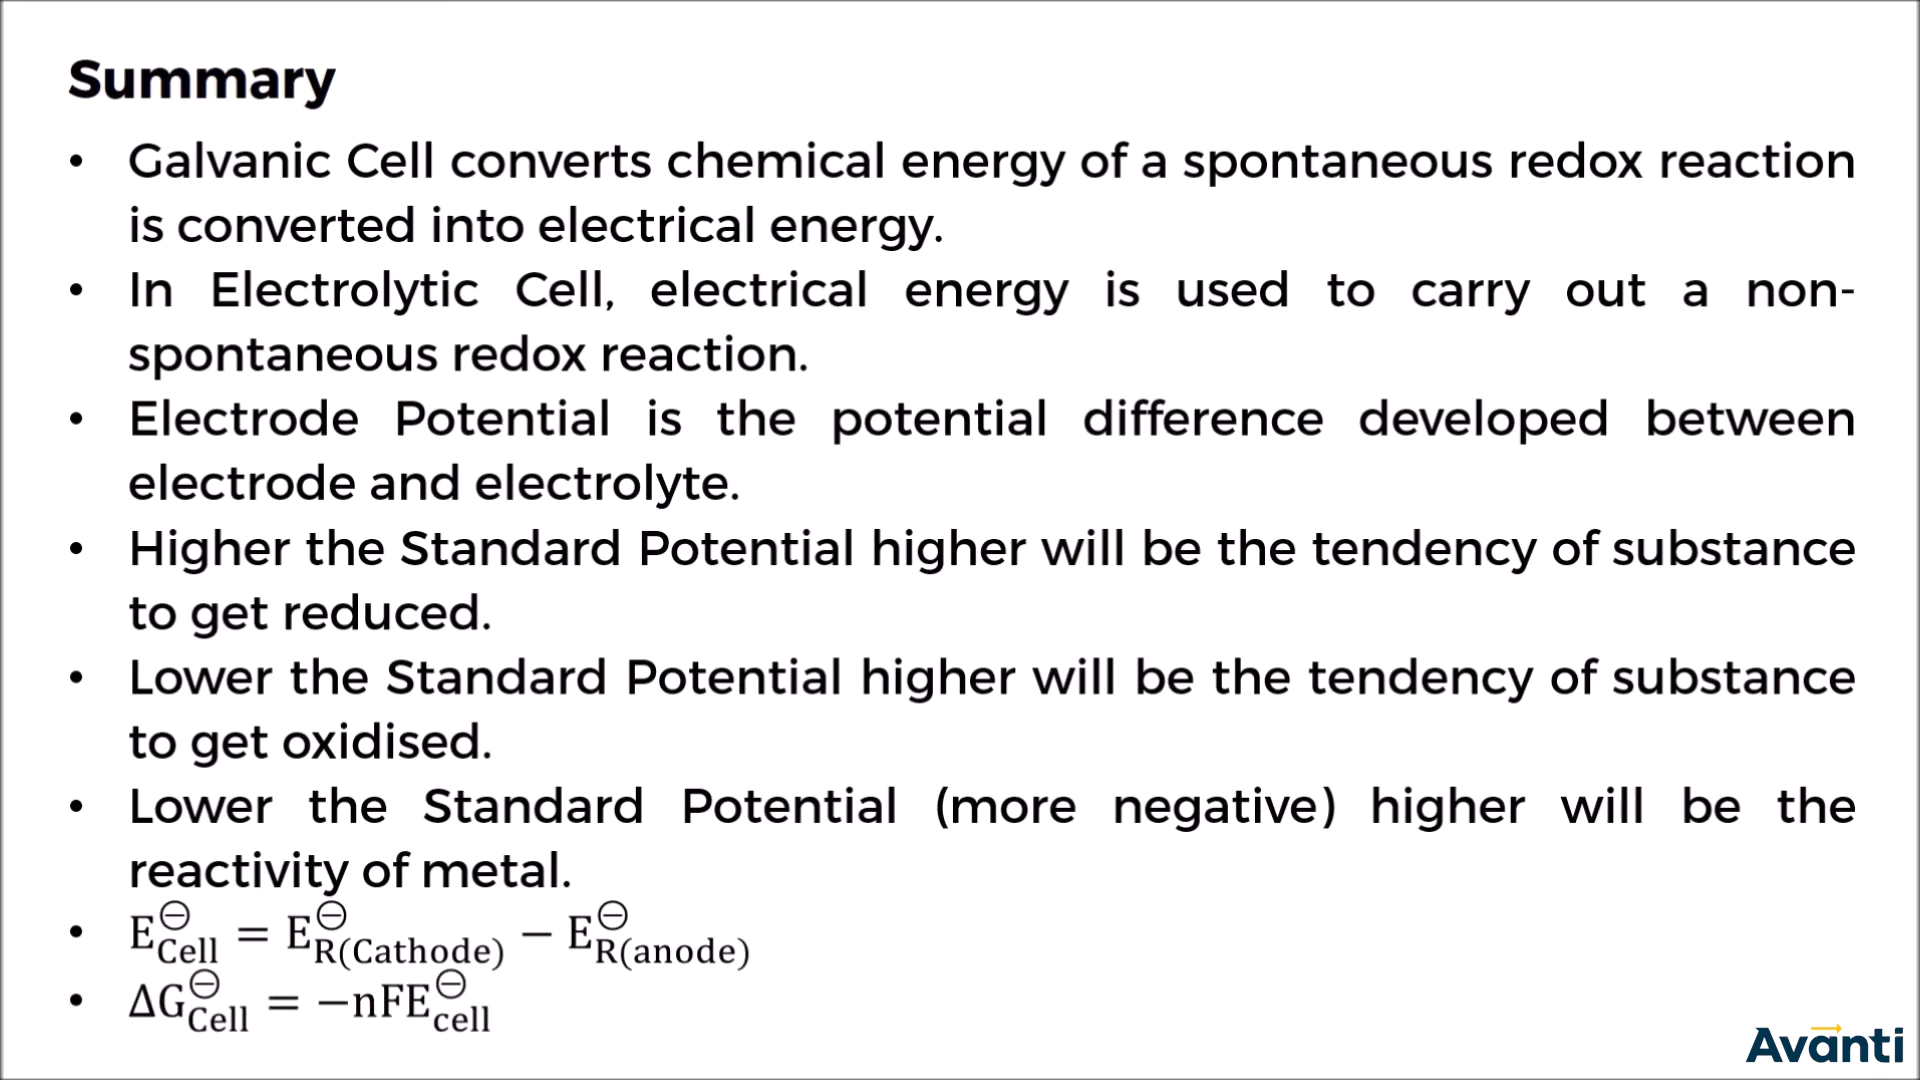 Summary
• Galvanic Cell converts chemical energy of a spontaneous redox reaction
is converted into electrical energy.
• In Electrolytic Cell, electrical energy is used to carry out a non-
spontaneous redox reaction.
• Electrode Potential is the potential difference developed between
electrode and electrolyte.
• Higher the Standard Potential higher will be the tendency of substance
to get reduced.
• Lower the Standard Potential higher will be the tendency of substance
to get oxidised.
• Lower the Standard Potential (more negative) higher will be the
reactivity of metal.
• E⊖Cell = E⊖R(Cathode) − E⊖R(anode)
• ΔG⊖Cell = −nFE⊖cell
Avanti